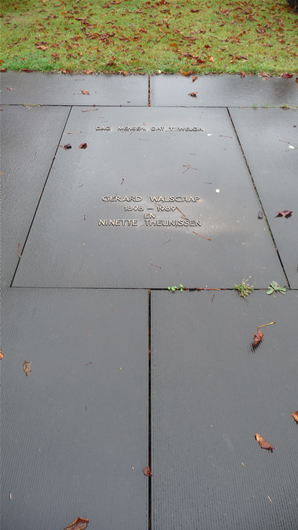 DAG MENSEN
GERARD WALSCHAP
1898 - 1989
EN
NINETTE THEUNISSEN